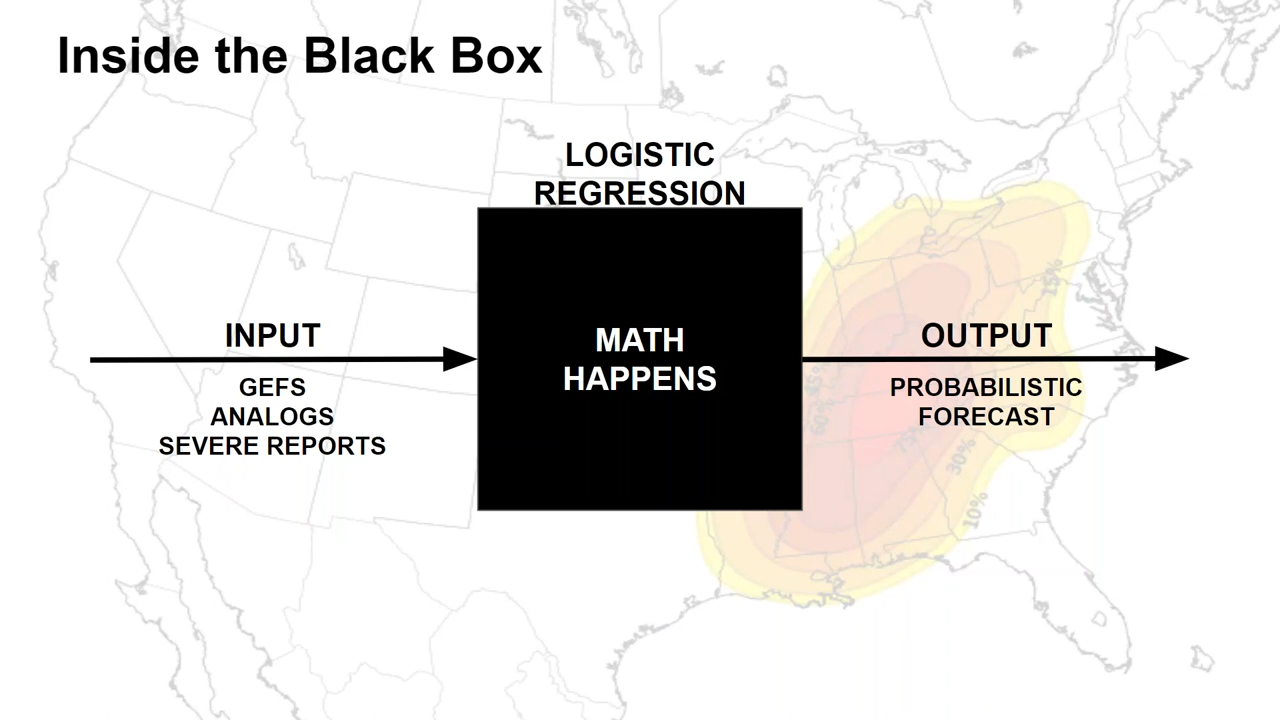 Inside the Black Box
LOGISTIC
REGRESSION
INPUT
GEFS
ANALOGS
SEVERE REPORTS
MATH
HAPPENS
OUTPUT
PROBABILISTIC
FORECAST
15%
60%
30%
10%